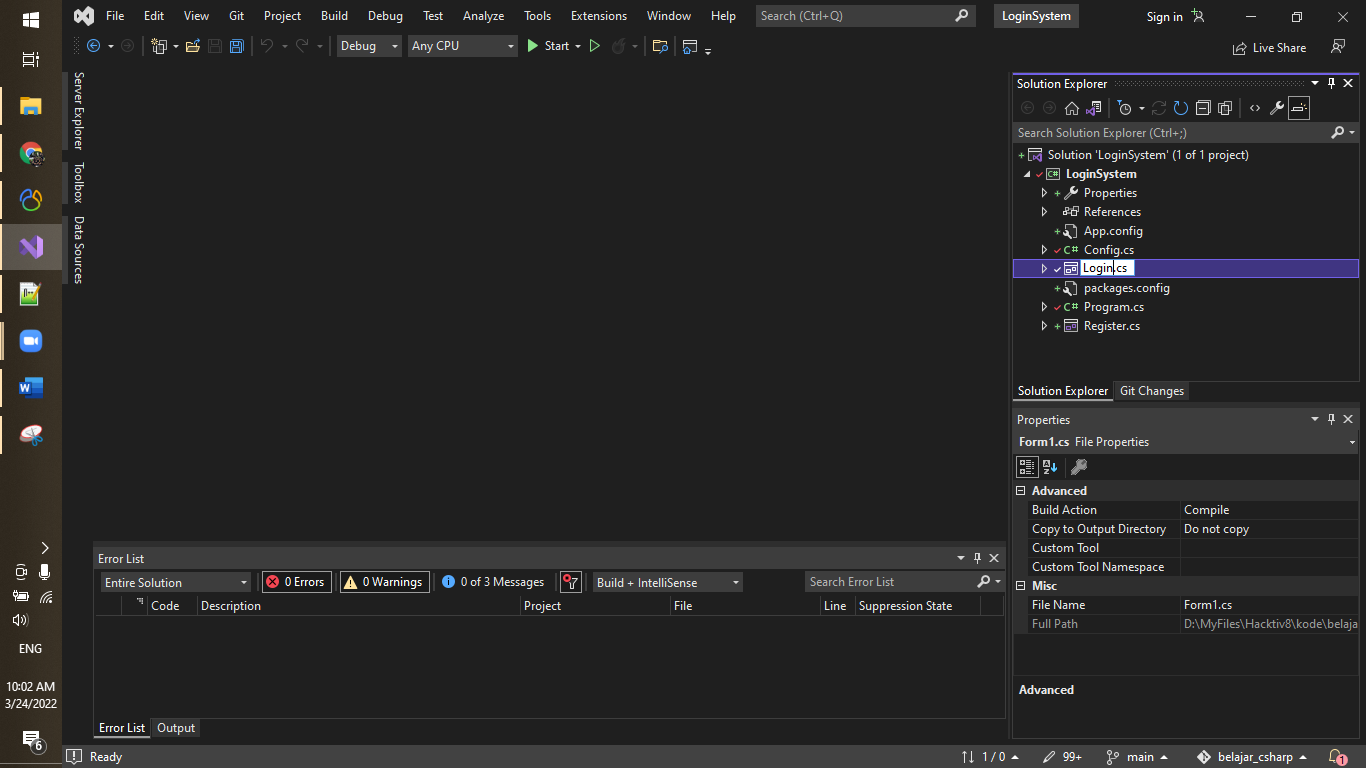 File Edit View Git Project Build Debug Test Analyze Tools Extensions Window Help Search (Ctrl+Q) LoginSystem Sign in
Debug Any CPU Start Live Share
Server Explorer
Toolbox
Data Sources
Solution Explorer
Search Solution Explorer (Ctrl+;)
Solution 'LoginSystem' (1 of 1 project)
C# LoginSystem
Properties
References
App.config
C# Config.cs
Login.cs
packages.config
C# Program.cs
Register.cs
Solution Explorer Git Changes
Properties
Form1.cs File Properties
Advanced
Build Action Compile
Copy to Output Directory Do not copy
Custom Tool
Custom Tool Namespace
Misc
File Name Form1.cs
Full Path D:\MyFiles\Hacktiv8\kode\belaja
Advanced
Error List
Entire Solution 0 Errors 0 Warnings 0 of 3 Messages Build + IntelliSense Search Error List
Code Description Project File Line Suppression State
Error List Output
ENG
10:02 AM
3/24/2022
6
Ready 1 / 0 99+ main belajar_csharp 1